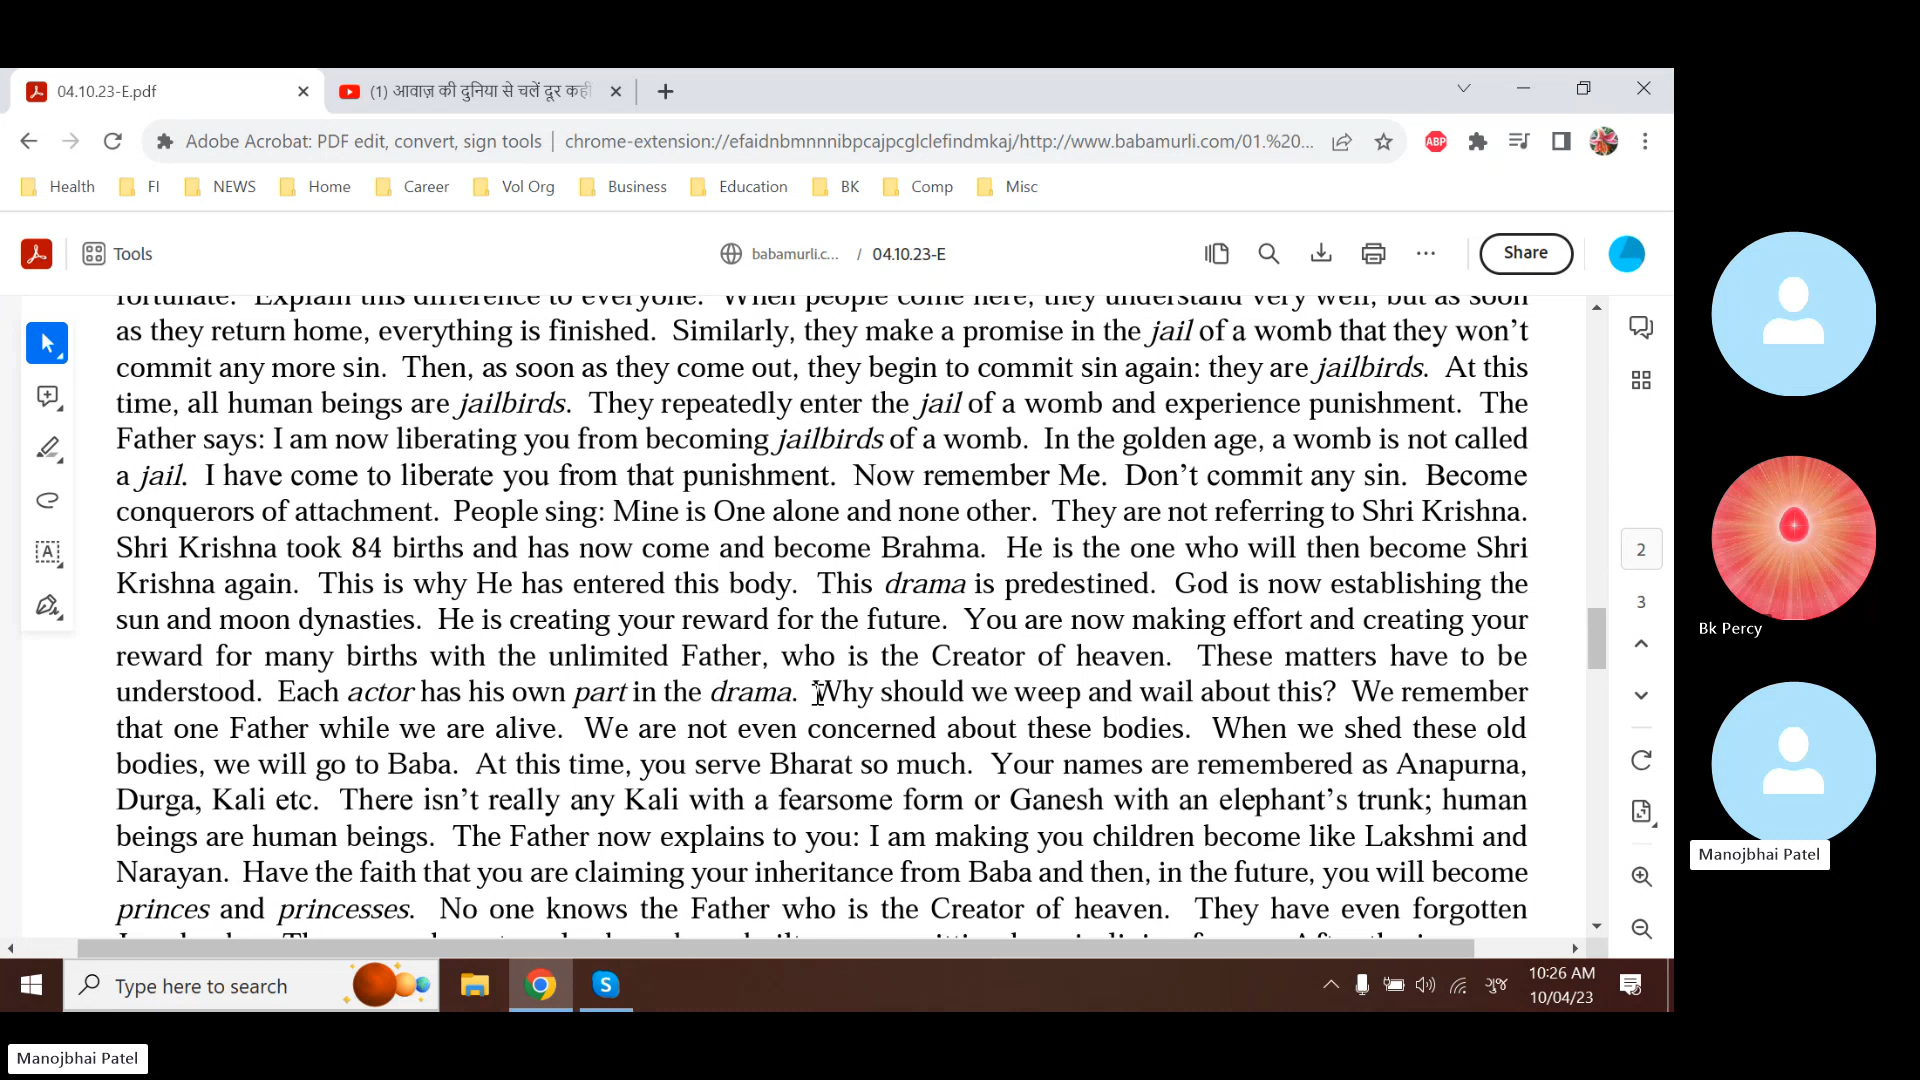 04.10.23-E.pdf
(1) आवाज़ की दुनिया से चलें दूर कहीं
Adobe Acrobat: PDF edit, convert, sign tools | chrome-extension://efaidnbmnnnibpcajpcglclefindmkaj/http://www.babamurli.com/01.%20...
ABP
Health FI NEWS Home Career Vol Org Business Education BK Comp Misc
Tools
babamurli.c... / 04.10.23-E
Share
fortunate. Explain this difference to everyone. When people come here, they understand very well, but as soon
as they return home, everything is finished. Similarly, they make a promise in the jail of a womb that they won't
commit any more sin. Then, as soon as they come out, they begin to commit sin again: they are jailbirds. At this
time, all human beings are jailbirds. They repeatedly enter the jail of a womb and experience punishment. The
Father says: I am now liberating you from becoming jailbirds of a womb. In the golden age, a womb is not called
a jail. I have come to liberate you from that punishment. Now remember Me. Don't commit any sin. Become
conquerors of attachment. People sing: Mine is One alone and none other. They are not referring to Shri Krishna.
Shri Krishna took 84 births and has now come and become Brahma. He is the one who will then become Shri
Krishna again. This is why He has entered this body. This drama is predestined. God is now establishing the
sun and moon dynasties. He is creating your reward for the future. You are now making effort and creating your
reward for many births with the unlimited Father, who is the Creator of heaven. These matters have to be
understood. Each actor has his own part in the drama. Why should we weep and wail about this? We remember
that one Father while we are alive. We are not even concerned about these bodies. When we shed these old
bodies, we will go to Baba. At this time, you serve Bharat so much. Your names are remembered as Anapurna,
Durga, Kali etc. There isn't really any Kali with a fearsome form or Ganesh with an elephant's trunk; human
beings are human beings. The Father now explains to you: I am making you children become like Lakshmi and
Narayan. Have the faith that you are claiming your inheritance from Baba and then, in the future, you will become
princes and princesses. No one knows the Father who is the Creator of heaven. They have even forgotten
2
3
Bk Percy
Manojbhai Patel
Type here to search
S
ગુજ
10:26 AM
10/04/23
Manojbhai Patel